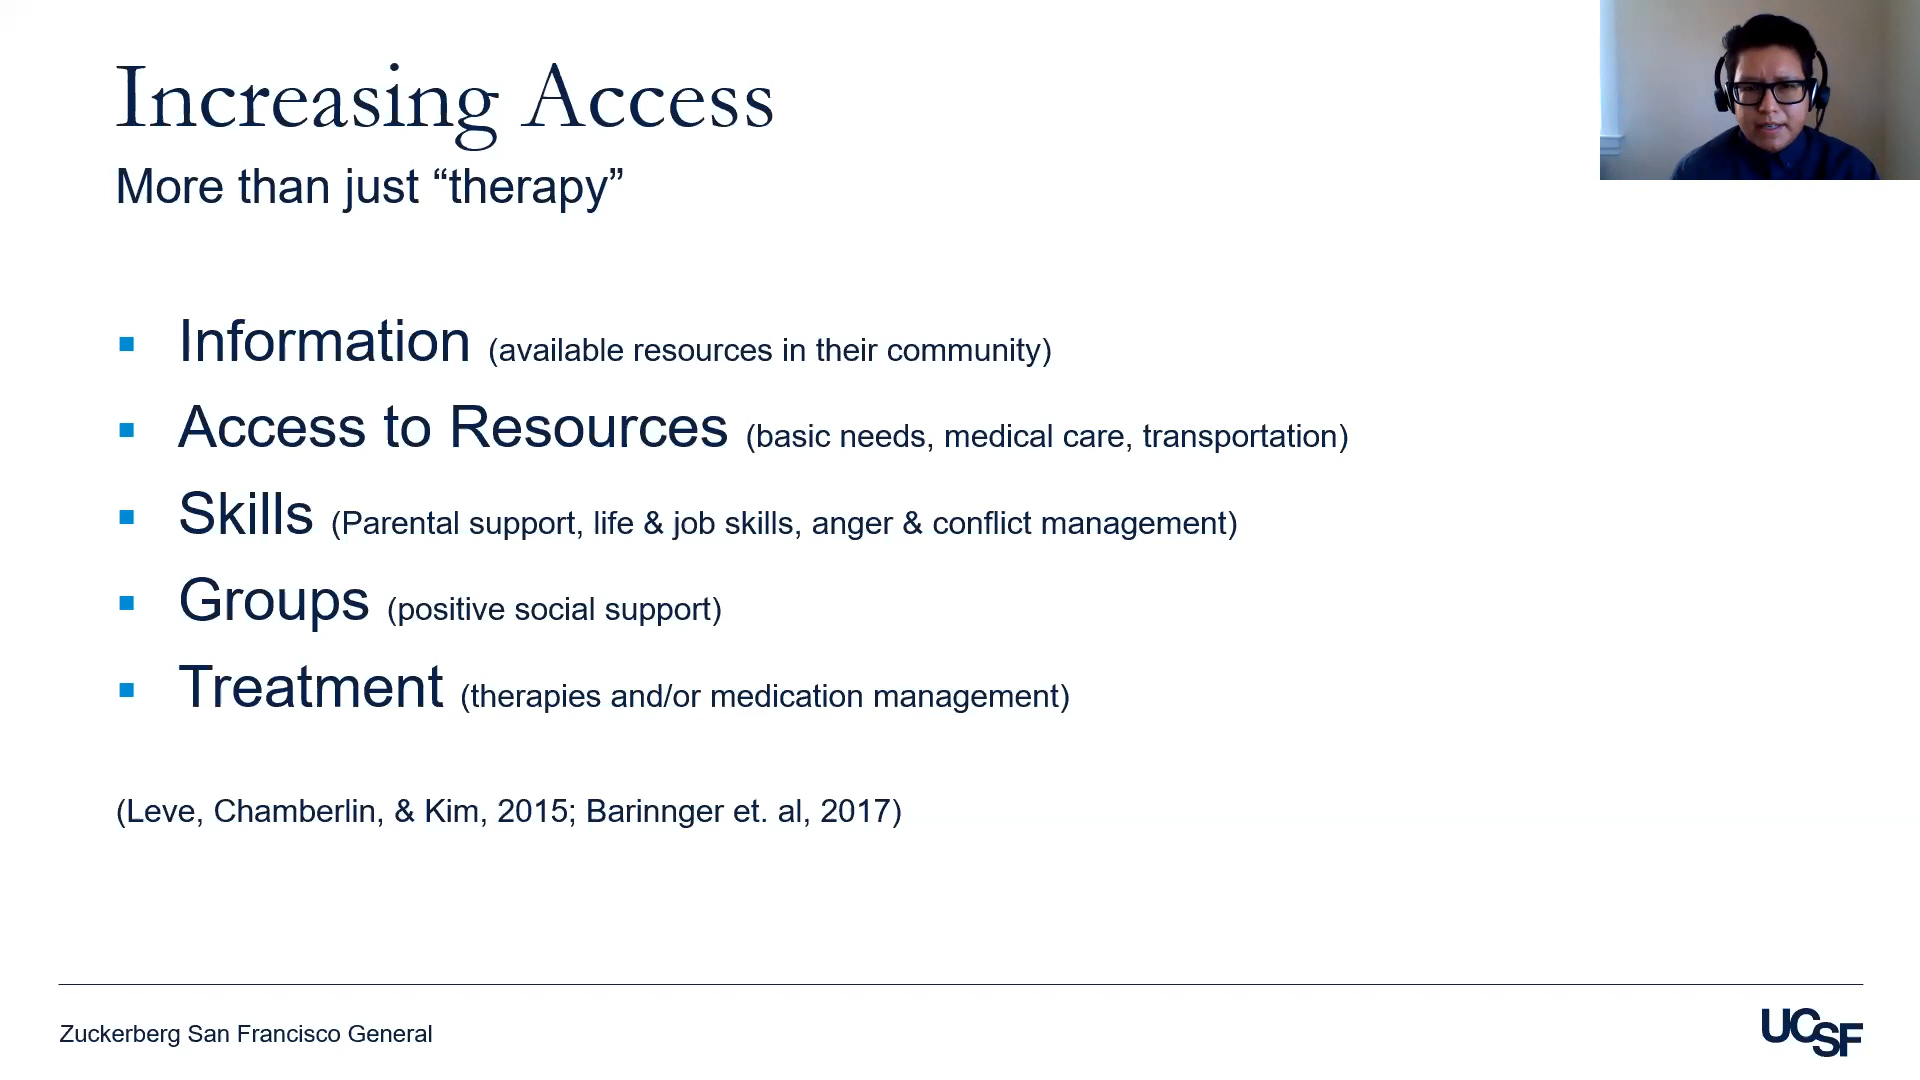 Increasing Access
More than just “therapy”
▪ Information (available resources in their community)
▪ Access to Resources (basic needs, medical care, transportation)
▪ Skills (Parental support, life & job skills, anger & conflict management)
▪ Groups (positive social support)
▪ Treatment (therapies and/or medication management)
(Leve, Chamberlin, & Kim, 2015; Barinnger et. al, 2017)
Zuckerberg San Francisco General
UCSF